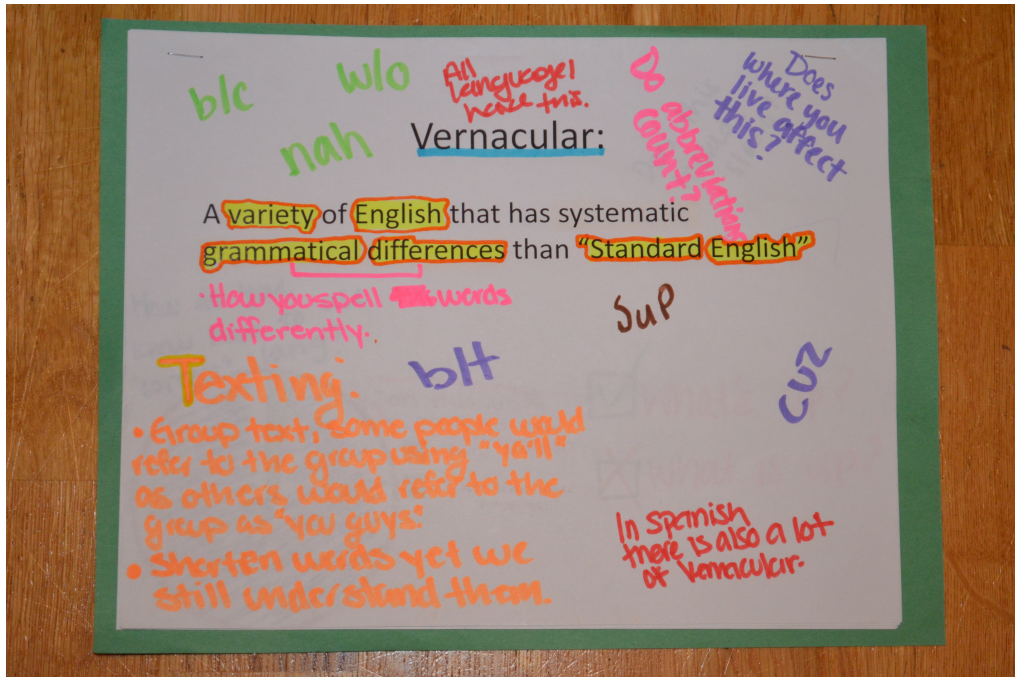 b/c
w/o
nah
All
languages
have this.
Do abbreviations
count?
Does
where you
live affect
this?
Vernacular:
A variety of English that has systematic
grammatical differences than “Standard English”
• How you spell words
differently.
Sup
blt
cuz
Texting:
• Group text, some people would
refer to the group using "ya'll"
as others would refer to the
group as "you guys".
• Shorten words yet we
still understand them.
In spanish
there is also a lot
of vernacular.